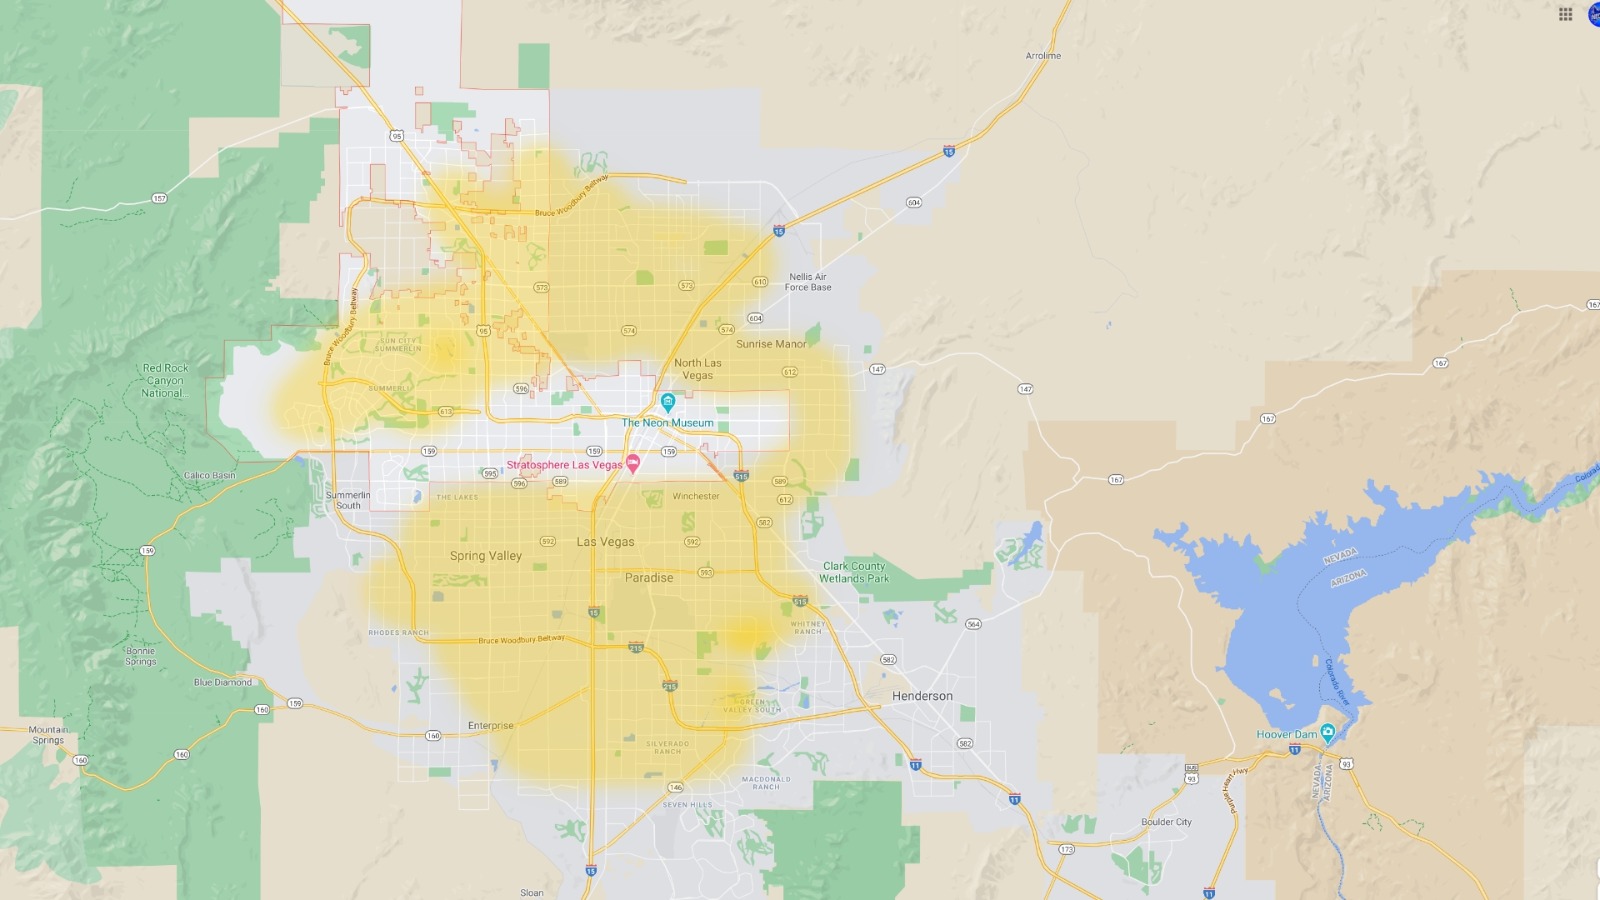 Arrolime
95
15
157
604
Bruce Woodbury Beltway
15
Nellis Air
Force Base
573
573
610
167
604
574
574
95
Bruce Woodbury Beltway
SUN CITY
SUMMERLIN
Sunrise Manor
North Las
Vegas
612
147
147
167
Red Rock
Canyon
National...
SUMMERLI
596
613
The Neon Museum
167
159
159
159
Stratosphere Las Vegas
595
596
589
515
589
612
167
Calico Basin
Summerlin
South
THE LAKES
Winchester
582
Colorad
159
Spring Valley
592
Las Vegas
592
NEVADA
ARIZONA
Clark County
Wetlands Park
Paradise
593
15
515
564
RHODES RANCH
WHITNEY
RANCH
Bruce Woodbury Beltway
215
582
Bonnie
Springs
Blue Diamond
215
Henderson
Colorado River
160
159
GREEN
VALLEY SOUTH
Enterprise
160
Mountain
Springs
160
160
SILVERADO
RANCH
582
Hoover Dam
11
93
11
BUS
93
NEVADA
ARIZONA
Purple Heart Hwy
MACDONALD
RANCH
146
SEVEN HILLS
11
Boulder City
173
15
Sloan
11